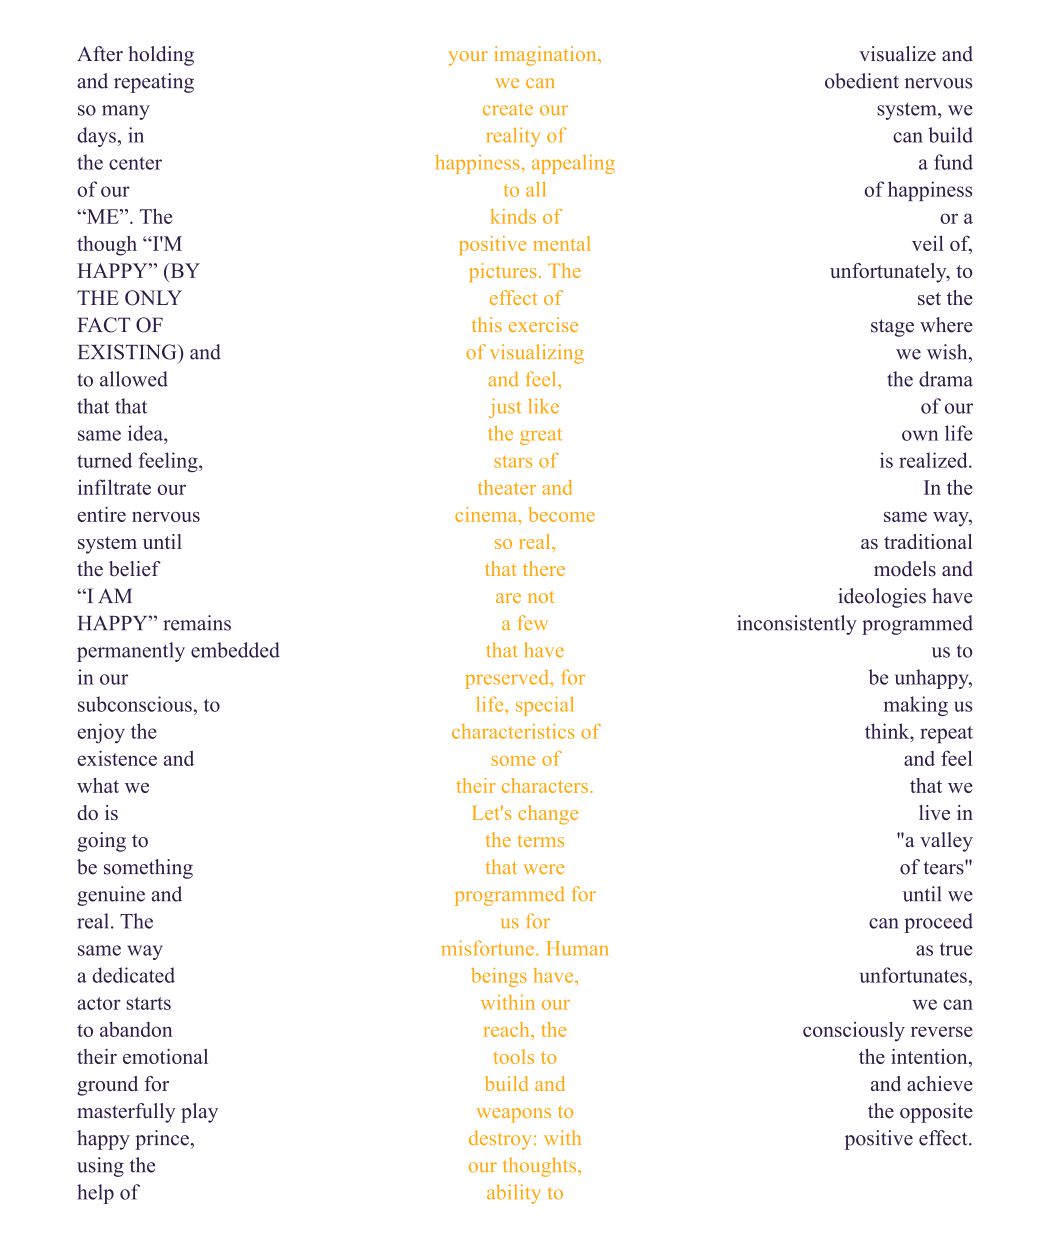 After holding
and repeating
so many
days, in
the center
of our
“ME”. The
though “I'M
HAPPY” (BY
THE ONLY
FACT OF
EXISTING) and
to allowed
that that
same idea,
turned feeling,
infiltrate our
entire nervous
system until
the belief
“I AM
HAPPY” remains
permanently embedded
in our
subconscious, to
enjoy the
existence and
what we
do is
going to
be something
genuine and
real. The
same way
a dedicated
actor starts
to abandon
their emotional
ground for
masterfully play
happy prince,
using the
help of
your imagination,
we can
create our
reality of
happiness, appealing
to all
kinds of
positive mental
pictures. The
effect of
this exercise
of visualizing
and feel,
just like
the great
stars of
theater and
cinema, become
so real,
that there
are not
a few
that have
preserved, for
life, special
characteristics of
some of
their characters.
Let's change
the terms
that were
programmed for
us for
misfortune. Human
beings have,
within our
reach, the
tools to
build and
weapons to
destroy: with
our thoughts,
ability to
visualize and
obedient nervous
system, we
can build
a fund
of happiness
or a
veil of,
unfortunately, to
set the
stage where
we wish,
the drama
of our
own life
is realized.
In the
same way,
as traditional
models and
ideologies have
inconsistently programmed
us to
be unhappy,
making us
think, repeat
and feel
that we
live in
"a valley
of tears"
until we
can proceed
as true
unfortunates,
we can
consciously reverse
the intention,
and achieve
the opposite
positive effect.